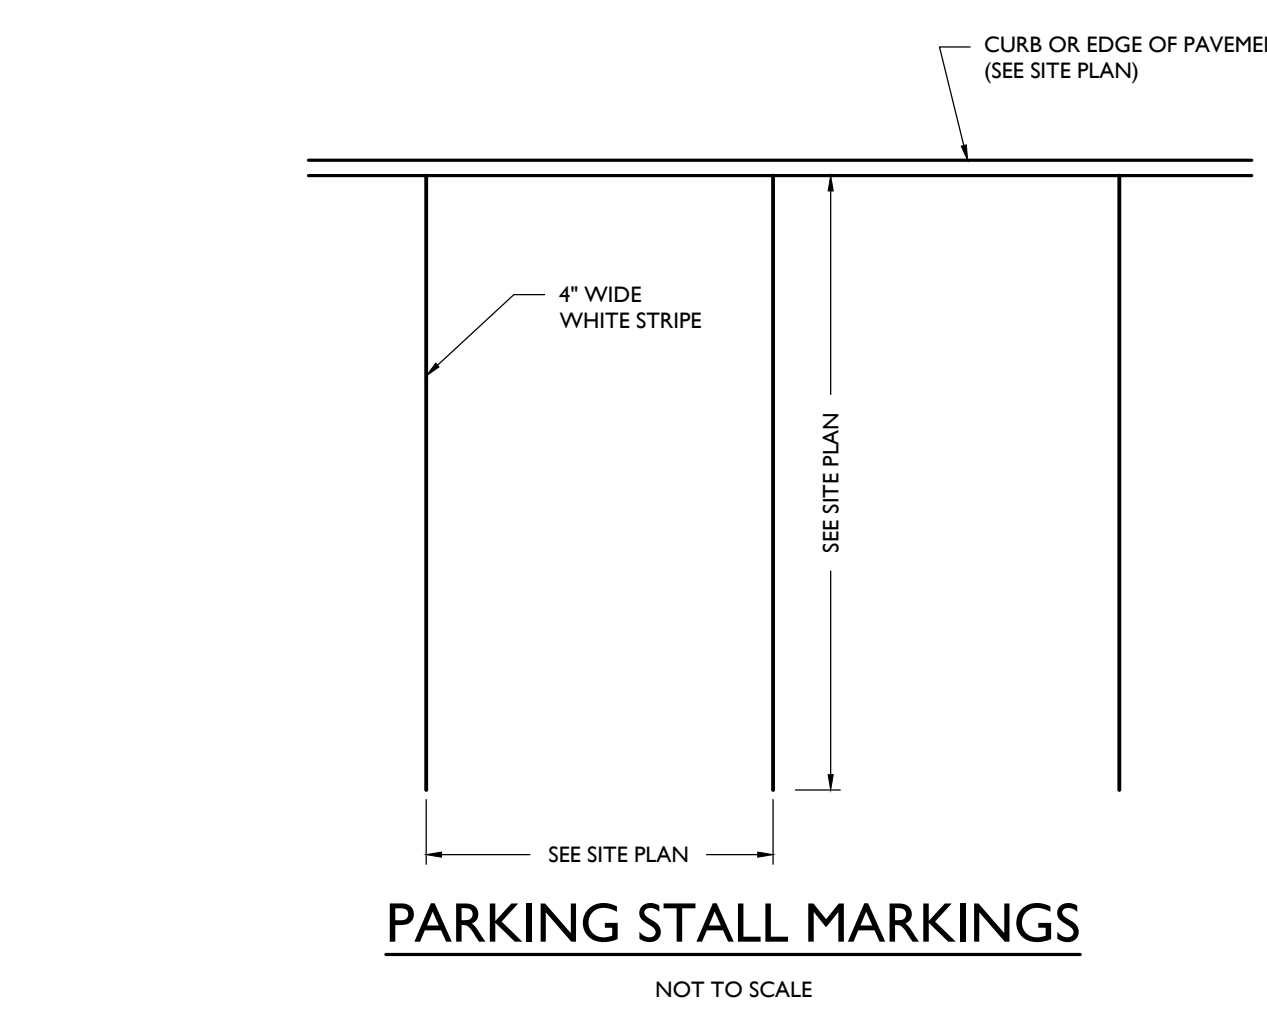 CURB OR EDGE OF PAVEME
(SEE SITE PLAN)
4" WIDE
WHITE STRIPE
SEE SITE PLAN
SEE SITE PLAN
PARKING STALL MARKINGS
NOT TO SCALE